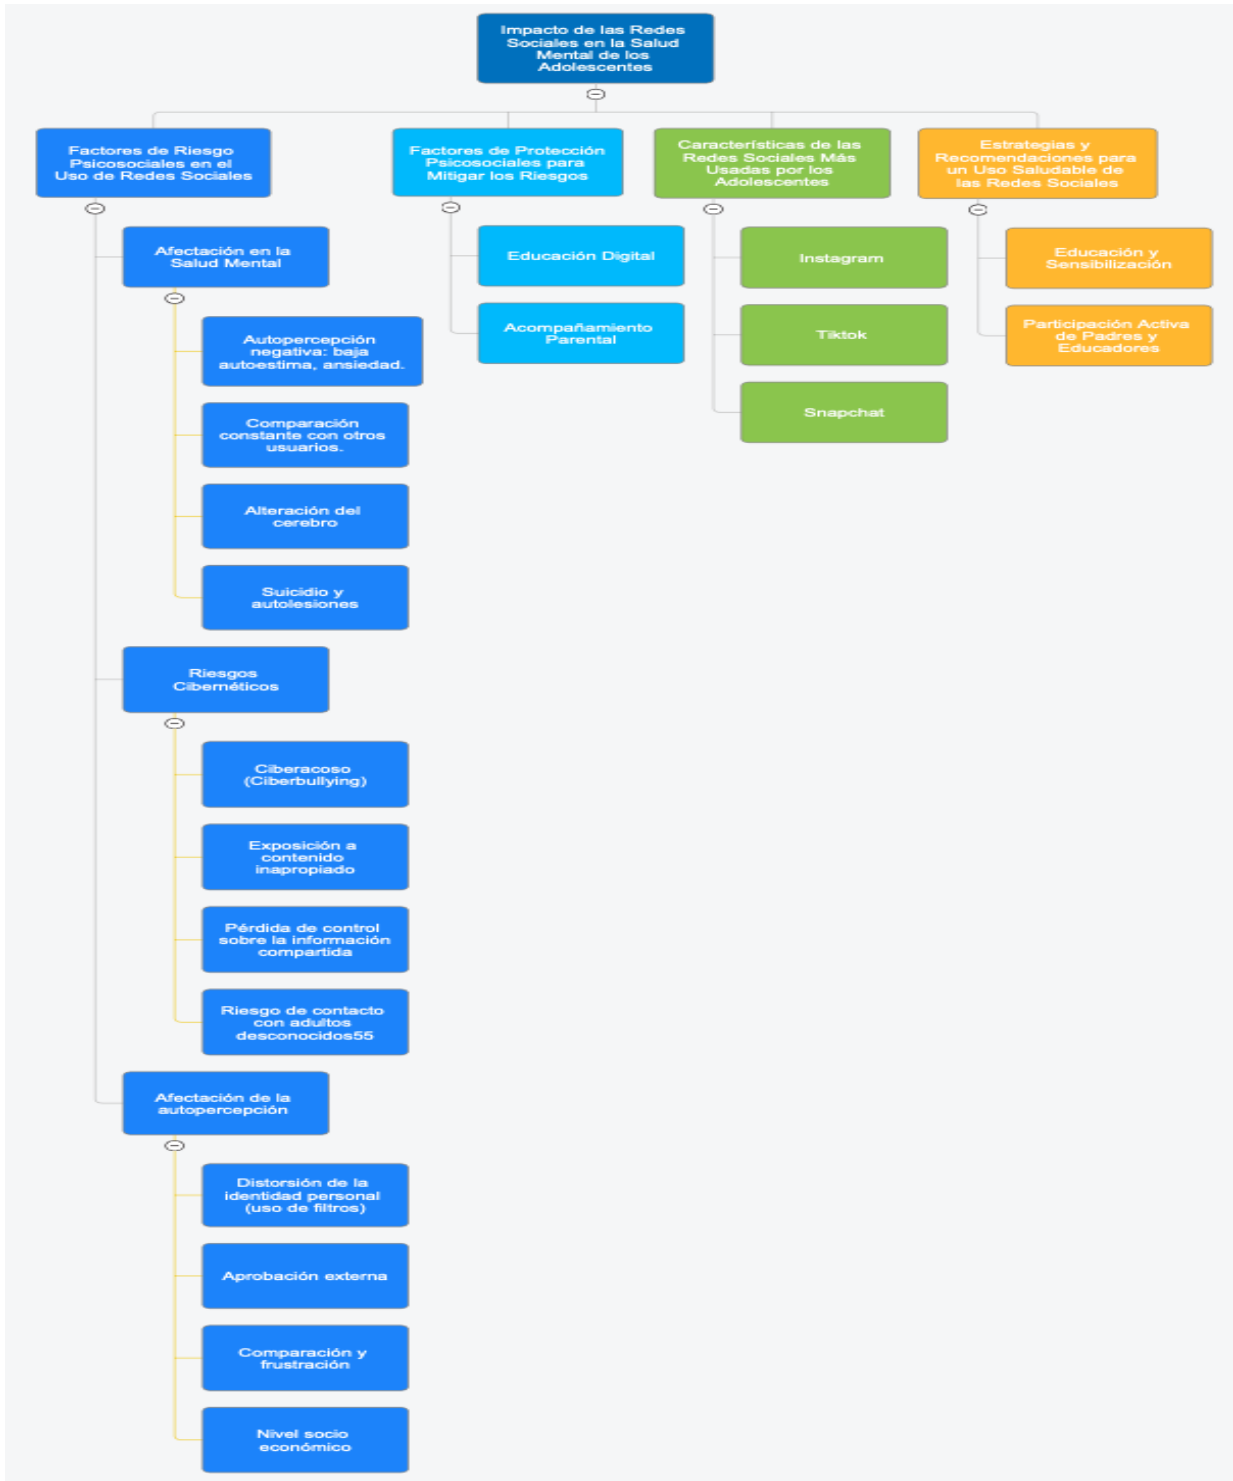 Impacto de las Redes
Sociales en la Salud
Mental de los
Adolescentes
Factores de Riesgo
Psicosociales en el
Uso de Redes Sociales
Afectación en la
Salud Mental
Autopercepción
negativa: baja
autoestima, ansiedad.
Comparación
constante con otros
usuarios.
Alteración del
cerebro
Suicidio y
autolesiones
Riesgos
Cibernéticos
Ciberacoso
(Ciberbullying)
Exposición a
contenido
inapropiado
Pérdida de control
sobre la información
compartida
Riesgo de contacto
con adultos
desconocidos55
Afectación de la
autopercepción
Distorsión de la
identidad personal
(uso de filtros)
Aprobación externa
Comparación y
frustración
Nivel socio
económico
Factores de Protección
Psicosociales para
Mitigar los Riesgos
Educación Digital
Acompañamiento
Parental
Características de las
Redes Sociales Más
Usadas por los
Adolescentes
Instagram
Tiktok
Snapchat
Estrategias y
Recomendaciones para
un Uso Saludable de
las Redes Sociales
Educación y
Sensibilización
Participación Activa
de Padres y
Educadores